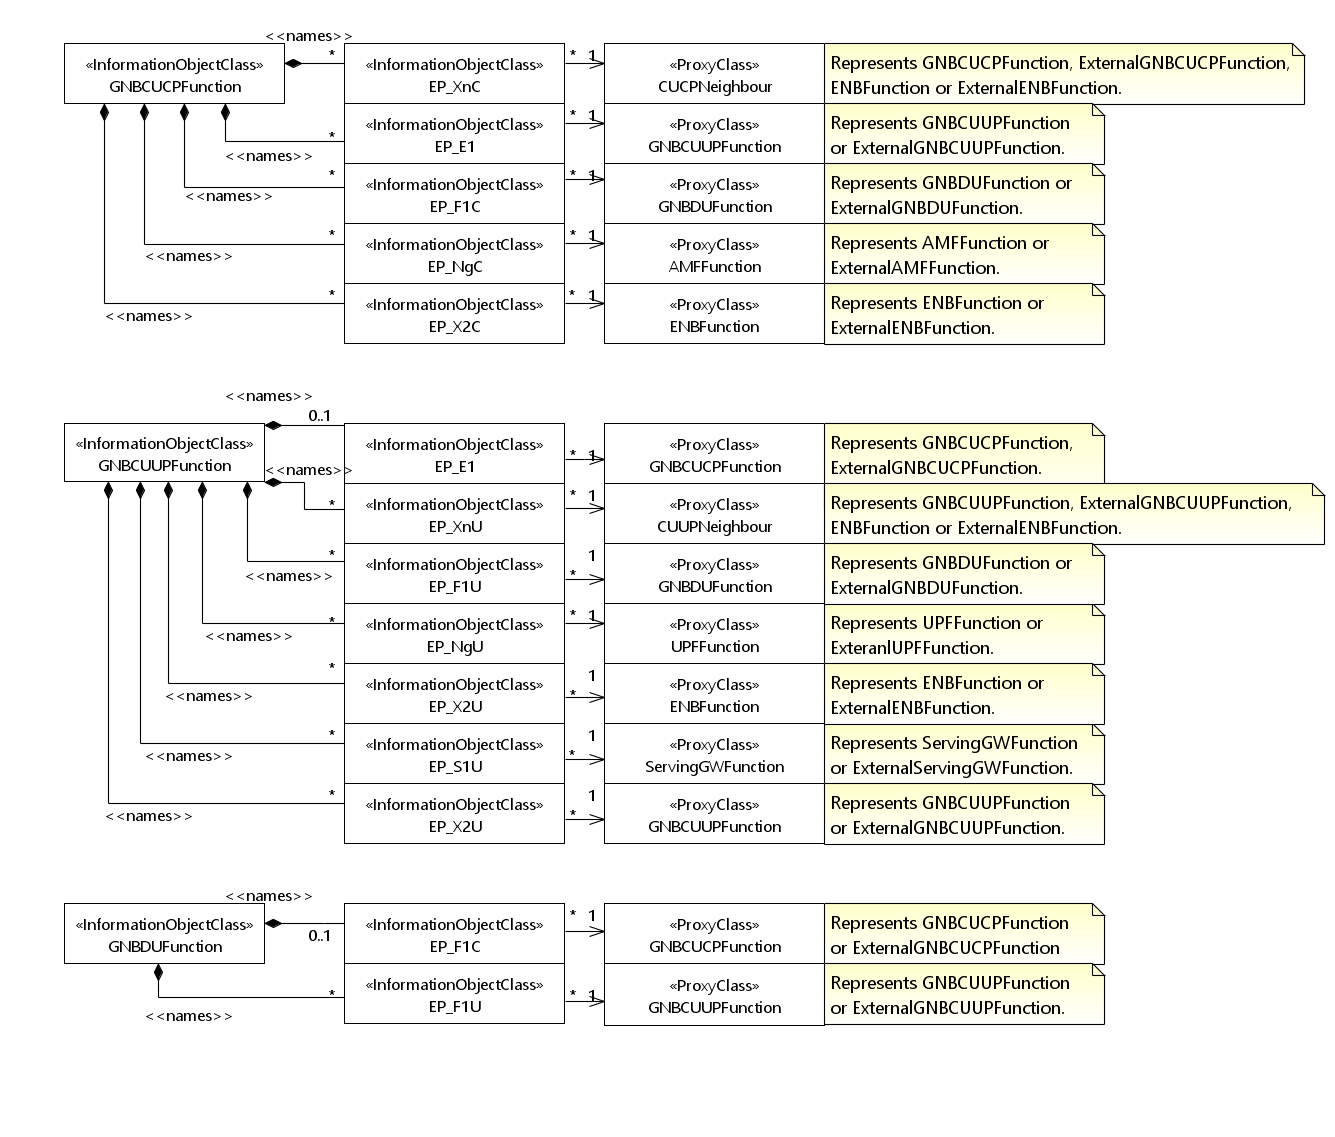 <<names>>
«InformationObjectClass»
GNBCUCPFunction
*
«InformationObjectClass»
EP_XnC
* 1
«ProxyClass»
CUCPNeighbour
Represents GNBCUCPFunction, ExternalGNBCUCPFunction,
ENBFunction or ExternalENBFunction.
*
<<names>>
«InformationObjectClass»
EP_E1
* 1
«ProxyClass»
GNBCUUPFunction
Represents GNBCUUPFunction
or ExternalGNBCUUPFunction.
*
<<names>>
«InformationObjectClass»
EP_F1C
* 1
«ProxyClass»
GNBDUFunction
Represents GNBDUFunction or
ExternalGNBDUFunction.
*
<<names>>
«InformationObjectClass»
EP_NgC
* 1
«ProxyClass»
AMFFunction
Represents AMFFunction or
ExternalAMFFunction.
*
<<names>>
«InformationObjectClass»
EP_X2C
* 1
«ProxyClass»
ENBFunction
Represents ENBFunction or
ExternalENBFunction.
<<names>>
0..1
«InformationObjectClass»
GNBCUUPFunction
«InformationObjectClass»
EP_E1
* 1
«ProxyClass»
GNBCUCPFunction
Represents GNBCUCPFunction,
ExternalGNBCUCPFunction.
<<names>>
*
«InformationObjectClass»
EP_XnU
* 1
«ProxyClass»
CUUPNeighbour
Represents GNBCUUPFunction, ExternalGNBCUUPFunction,
ENBFunction or ExternalENBFunction.
*
<<names>>
«InformationObjectClass»
EP_F1U
1
*
«ProxyClass»
GNBDUFunction
Represents GNBDUFunction or
ExternalGNBDUFunction.
*
<<names>>
«InformationObjectClass»
EP_NgU
* 1
«ProxyClass»
UPFFunction
Represents UPFFunction or
ExteranlUPFFunction.
*
<<names>>
«InformationObjectClass»
EP_X2U
1
*
«ProxyClass»
ENBFunction
Represents ENBFunction or
ExternalENBFunction.
*
<<names>>
«InformationObjectClass»
EP_S1U
1
*
«ProxyClass»
ServingGWFunction
Represents ServingGWFunction
or ExternalServingGWFunction.
*
<<names>>
«InformationObjectClass»
EP_X2U
1
*
«ProxyClass»
GNBCUUPFunction
Represents GNBCUUPFunction
or ExternalGNBCUUPFunction.
<<names>>
0..1
«InformationObjectClass»
GNBDUFunction
«InformationObjectClass»
EP_F1C
* 1
«ProxyClass»
GNBCUCPFunction
Represents GNBCUCPFunction
or ExternalGNBCUCPFunction
*
<<names>>
«InformationObjectClass»
EP_F1U
* 1
«ProxyClass»
GNBCUUPFunction
Represents GNBCUUPFunction
or ExternalGNBCUUPFunction.